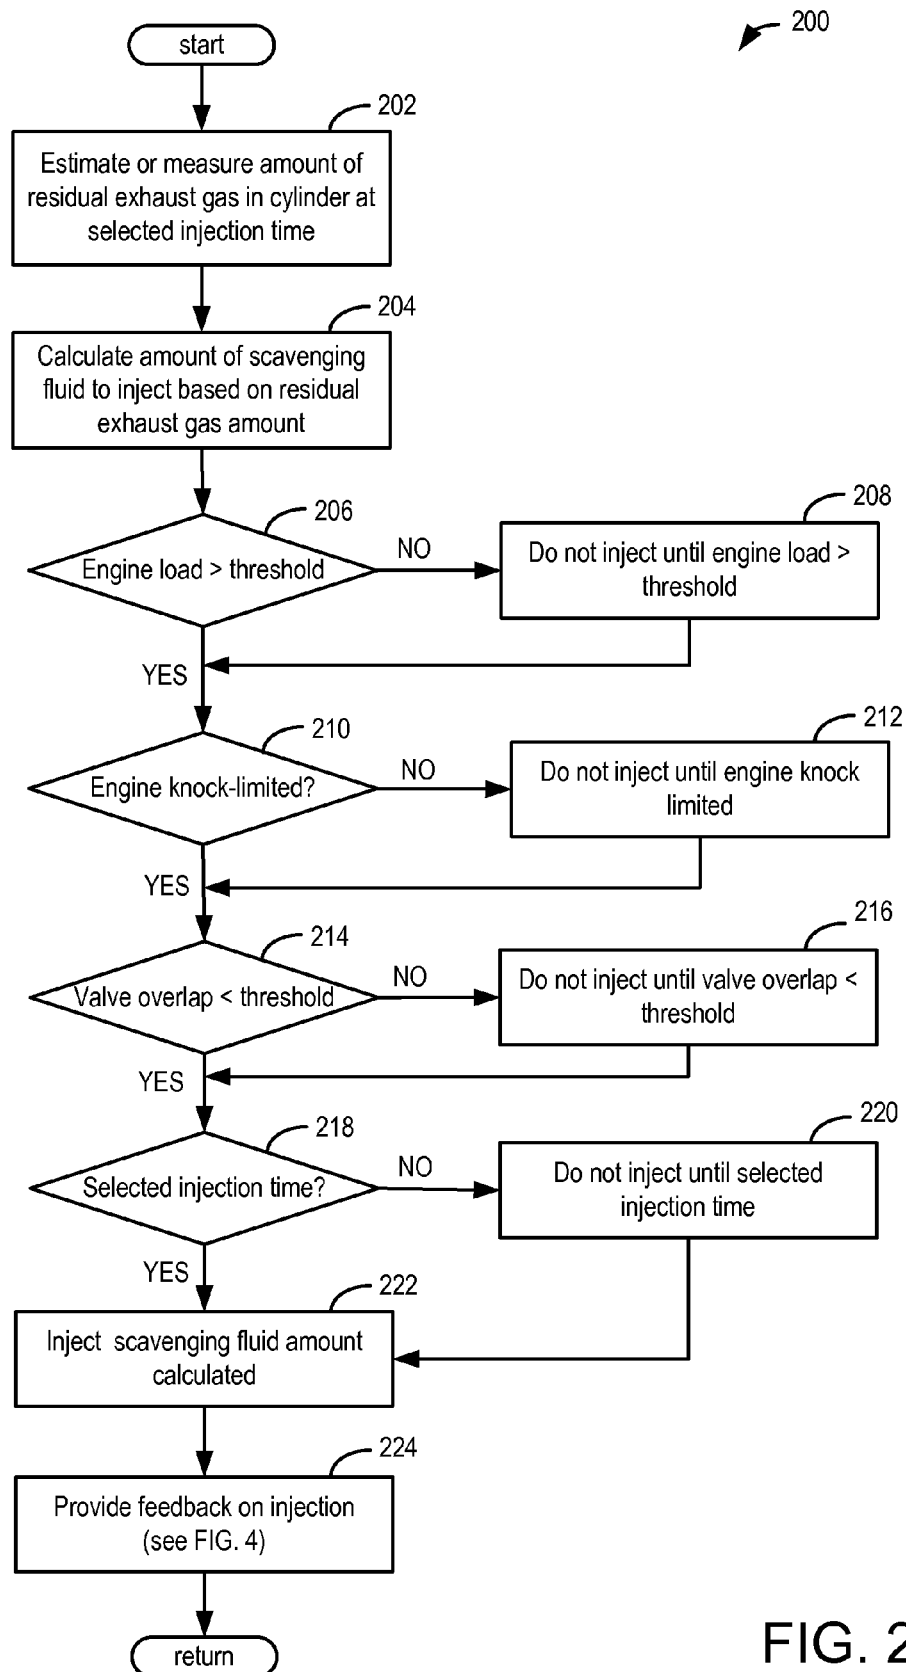 200
start
202
Estimate or measure amount of
residual exhaust gas in cylinder at
selected injection time
204
Calculate amount of scavenging
fluid to inject based on residual
exhaust gas amount
206
Engine load > threshold
NO
208
Do not inject until engine load >
threshold
YES
210
Engine knock-limited?
NO
212
Do not inject until engine knock
limited
YES
214
Valve overlap < threshold
NO
216
Do not inject until valve overlap <
threshold
YES
218
Selected injection time?
NO
220
Do not inject until selected
injection time
YES
222
Inject scavenging fluid amount
calculated
224
Provide feedback on injection
(see FIG. 4)
return
FIG. 2